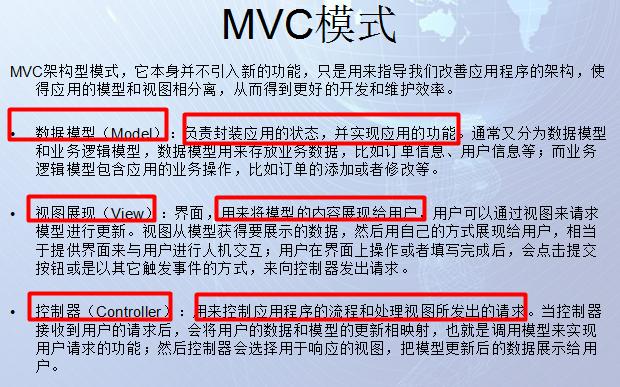 MVC模式
MVC架构型模式，它本身并不引入新的功能，只是用来指导我们改善应用程序的架构，使
得应用的模型和视图相分离，从而得到更好的开发和维护效率。
• 数据模型（Model）：负责封装应用的状态，并实现应用的功能。通常又分为数据模型
和业务逻辑模型，数据模型用来存放业务数据，比如订单信息、用户信息等；而业务
逻辑模型包含应用的业务操作，比如订单的添加或者修改等。
• 视图展现（View）：界面，用来将模型的内容展现给用户，用户可以通过视图来请求
模型进行更新。视图从模型获得要展示的数据，然后用自己的方式展现给用户，相当
于提供界面来与用户进行人机交互；用户在界面上操作或者填写完成后，会点击提交
按钮或是以其它触发事件的方式，来向控制器发出请求。
• 控制器（Controller）：用来控制应用程序的流程和处理视图所发出的请求。当控制器
接收到用户的请求后，会将用户的数据和模型的更新相映射，也就是调用模型来实现
用户请求的功能；然后控制器会选择用于响应的视图，把模型更新后的数据展示给用
户。